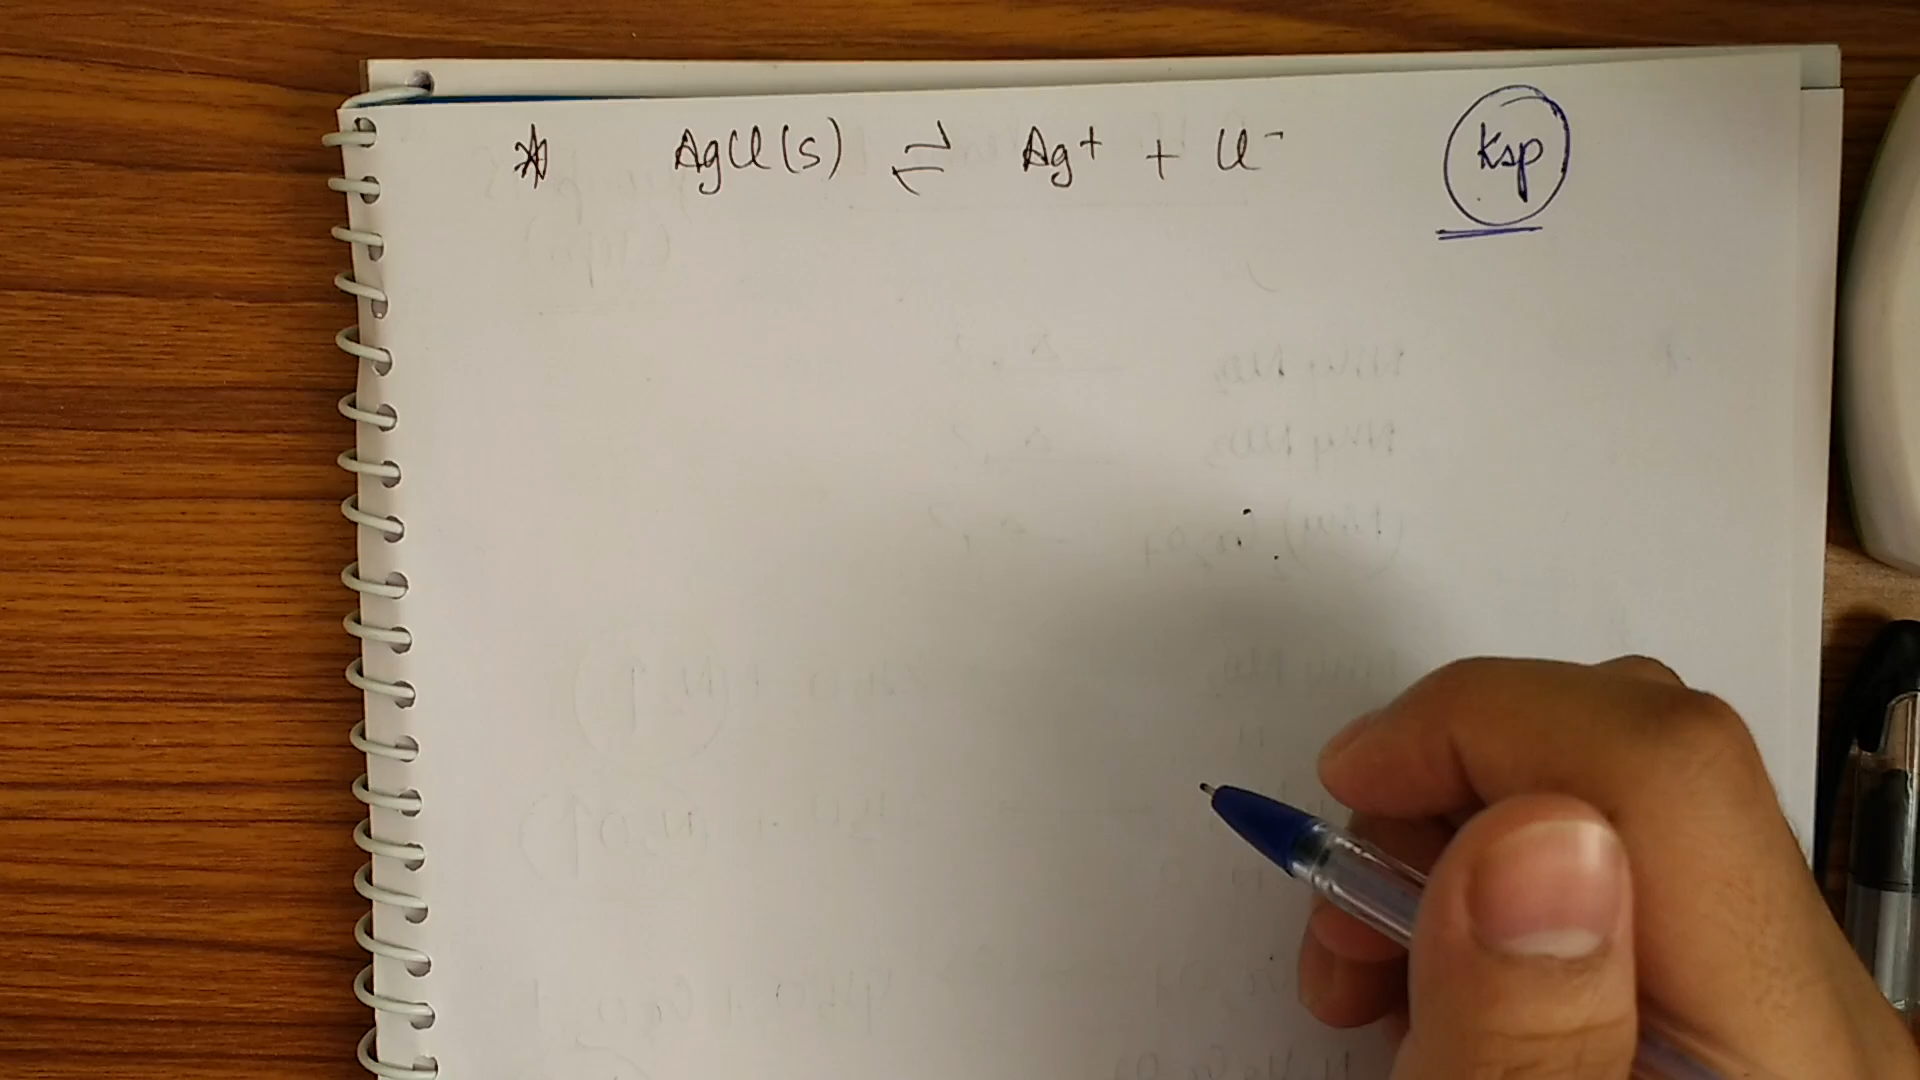 * AgCl(s) ⇌ Ag+ + Cl⁻ Ksp